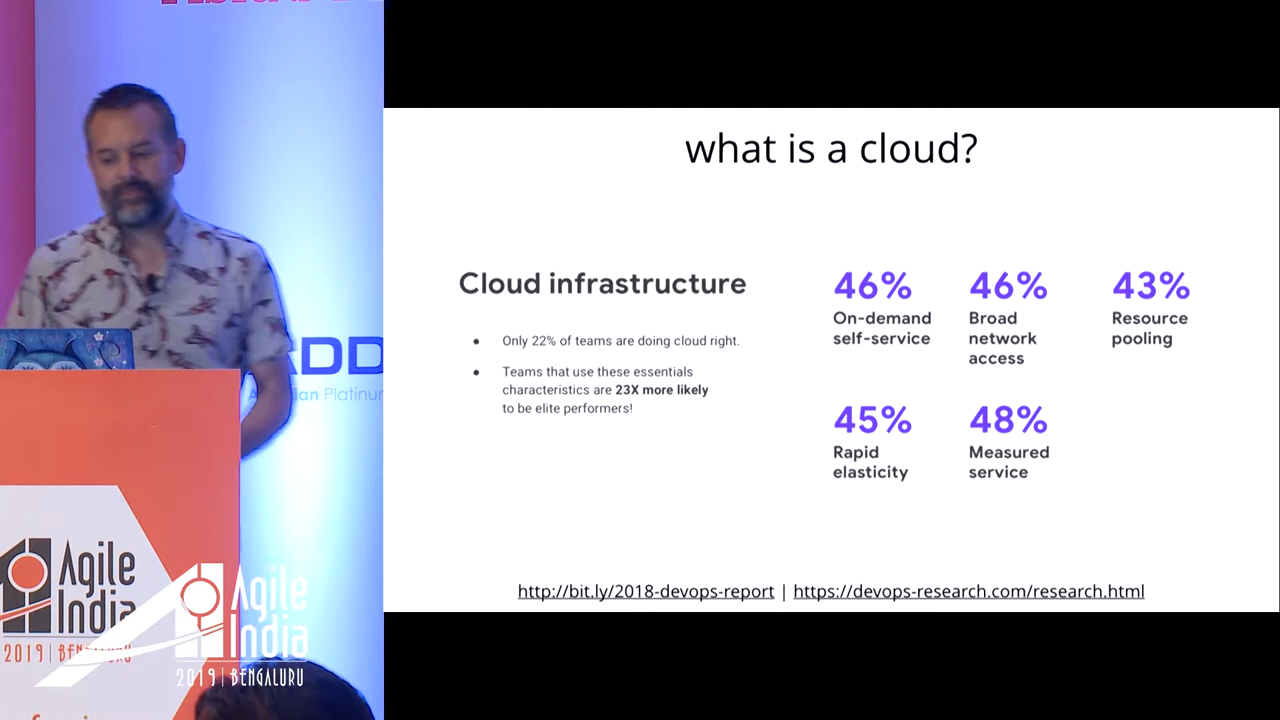 what is a cloud?
Cloud infrastructure
• Only 22% of teams are doing cloud right.
• Teams that use these essentials
characteristics are 23X more likely
to be elite performers!
46%
On-demand
self-service
46%
Broad
network
access
43%
Resource
pooling
45%
Rapid
elasticity
48%
Measured
service
http://bit.ly/2018-devops-report | https://devops-research.com/research.html
DD
Platinum
Agile
India
2019 | BENGALURU
Agile
India
2019 | BENGALURU